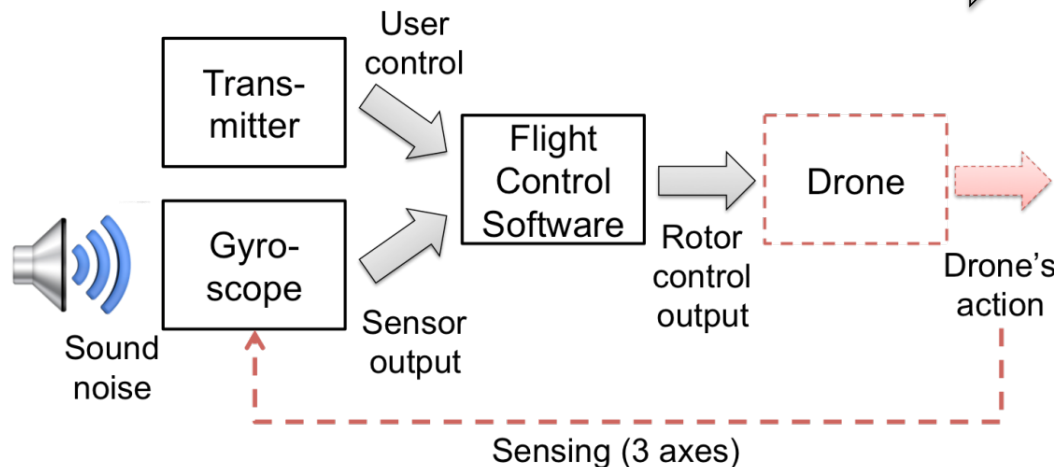 User
control
Trans-
mitter
Flight
Control
Software
Drone
Gyro-
scope
Rotor
control
output
Drone's
action
Sound
noise
Sensor
output
Sensing (3 axes)